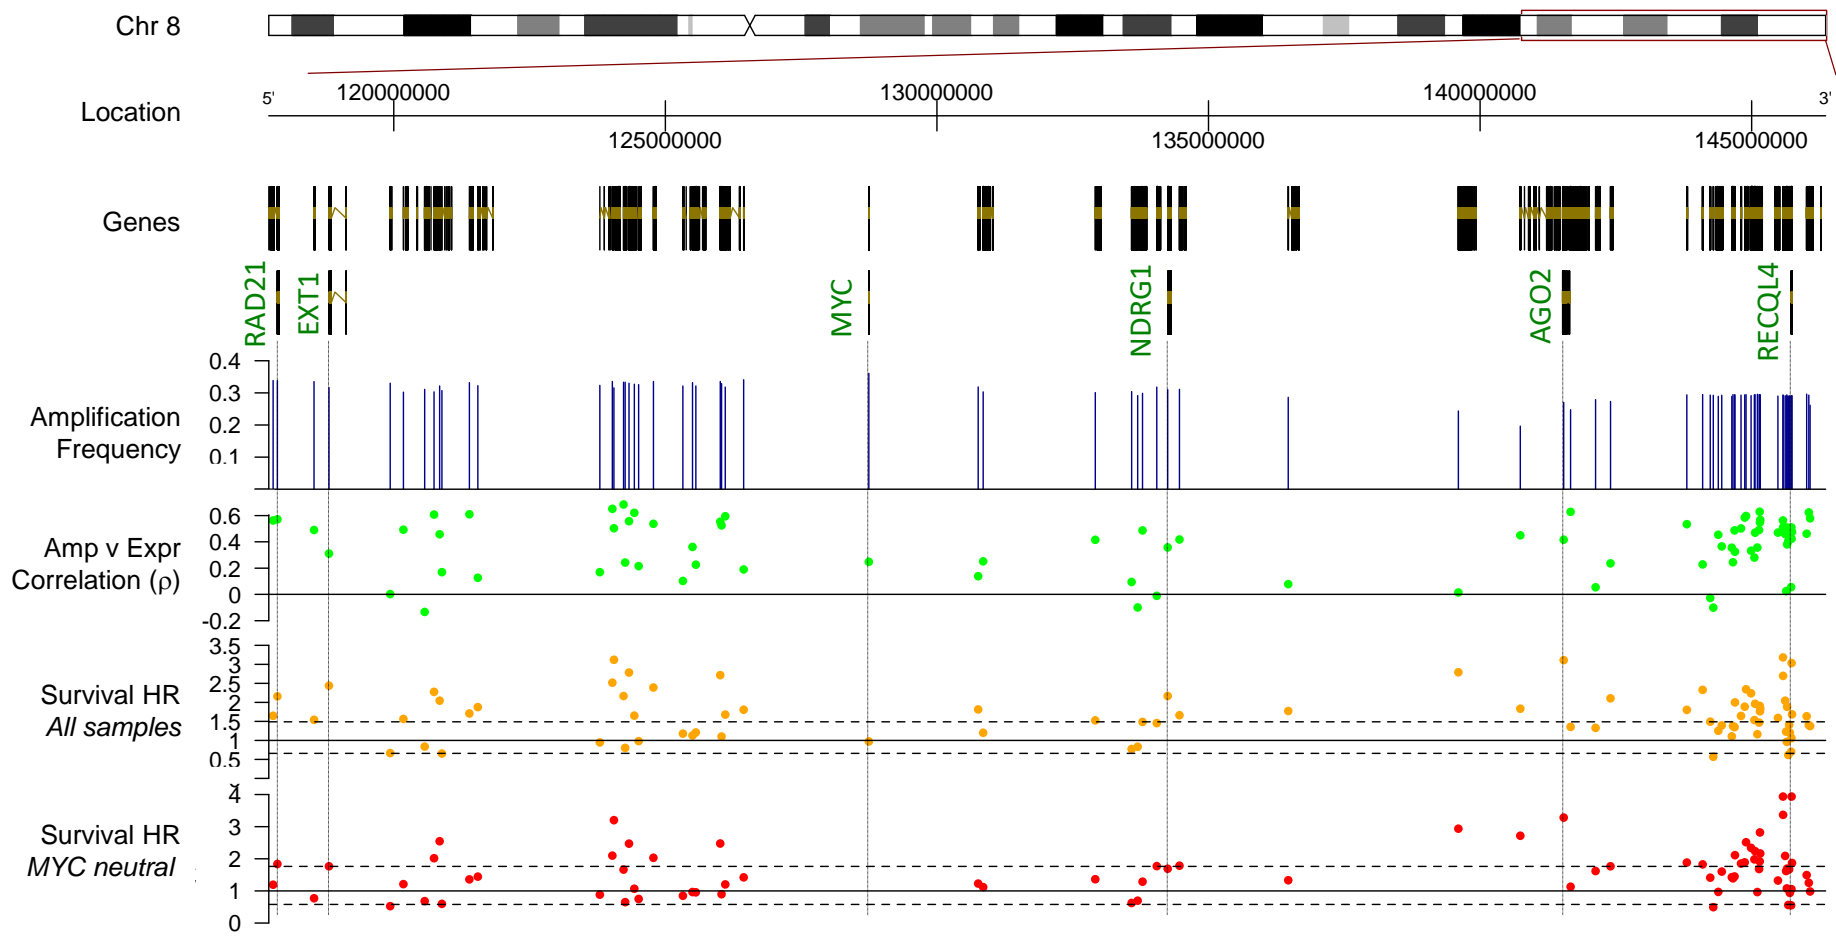 Chr 8
Location
5'
120000000
130000000
140000000
3'
125000000
135000000
145000000
Genes
RAD21
EXT1
MYC
NDRG1
AGO2
RECQL4
Amplification
Frequency
0.4
0.3
0.2
0.1
Amp v Expr
Correlation (ρ)
0.6
0.4
0.2
0
-0.2
Survival HR
All samples
3.5
3
2.5
2
1.5
1
0.5
Survival HR
MYC neutral
4
3
2
1
0